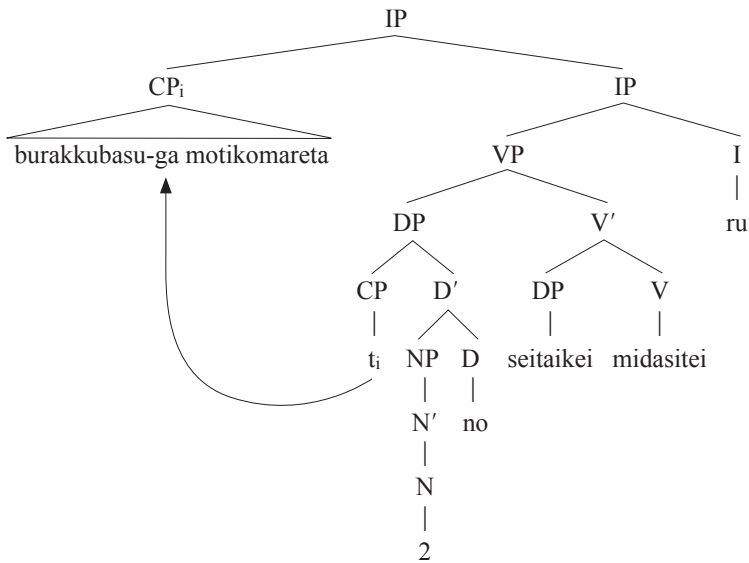 IP
CPi IP
burakkubasu-ga motikomareta VP I
DP V′ ru
CP D′ DP V
ti NP D seitaikei midasitei
N′ no
N
2